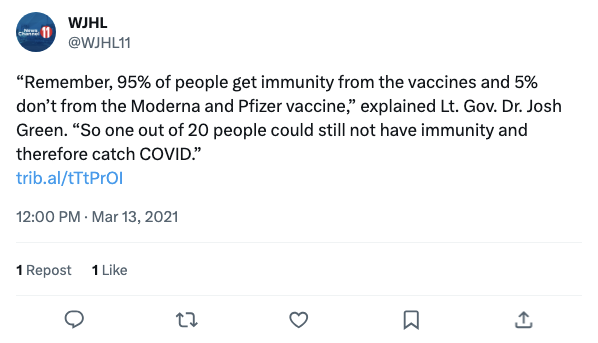 WJHL
@WJHL11
News
Channel 11
“Remember, 95% of people get immunity from the vaccines and 5%
don’t from the Moderna and Pfizer vaccine,” explained Lt. Gov. Dr. Josh
Green. “So one out of 20 people could still not have immunity and
therefore catch COVID.”
trib.al/tTtPrOI
12:00 PM · Mar 13, 2021
1 Repost 1 Like